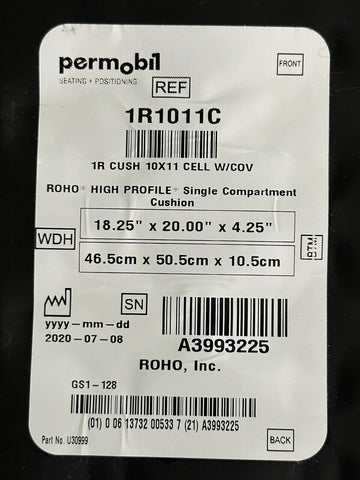 permobil
SEATING + POSITIONING
FRONT
REF
1R1011C
1R CUSH 10X11 CELL W/COV
ROHO® HIGH PROFILE® Single Compartment
Cushion
WDH
18.25" x 20.00" x 4.25"
46.5cm x 50.5cm x 10.5cm
BTM
SN
yyyy-mm-dd
2020-07-08
A3993225
ROHO, Inc.
GS1-128
(01) 0 06 13732 00533 7 (21) A3993225
Part No. U30999
BACK